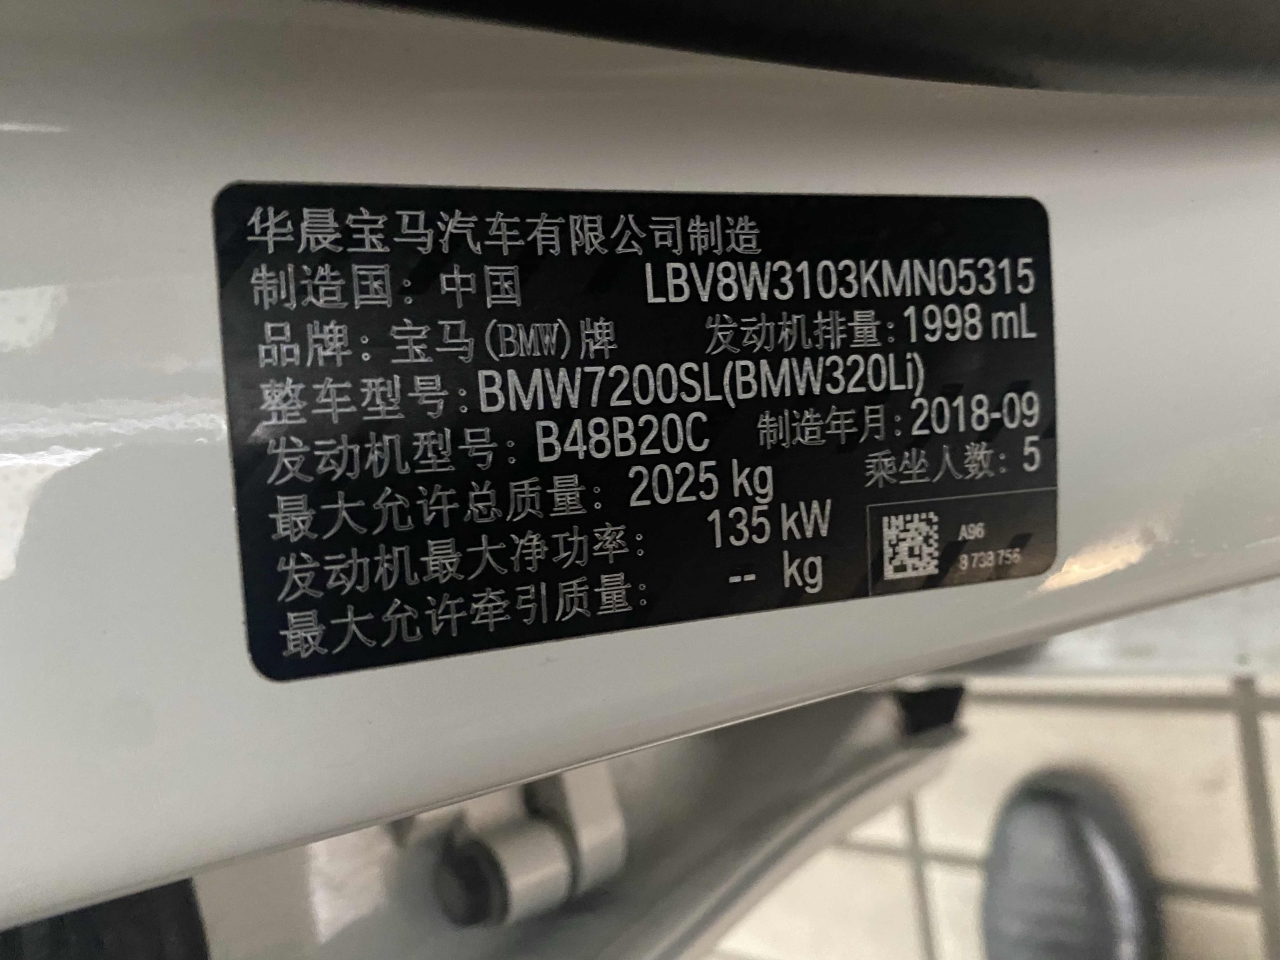 华晨宝马汽车有限公司制造
制造国：中国 LBV8W3103KMN05315
品牌：宝马(BMW)牌 发动机排量：1998 mL
整车型号：BMW7200SL(BMW320Li)
发动机型号：B48B20C 制造年月：2018-09
最大允许总质量：2025 kg 乘坐人数：5
发动机最大净功率：135 kW
最大允许牵引质量：-- kg
A96
8 738 756